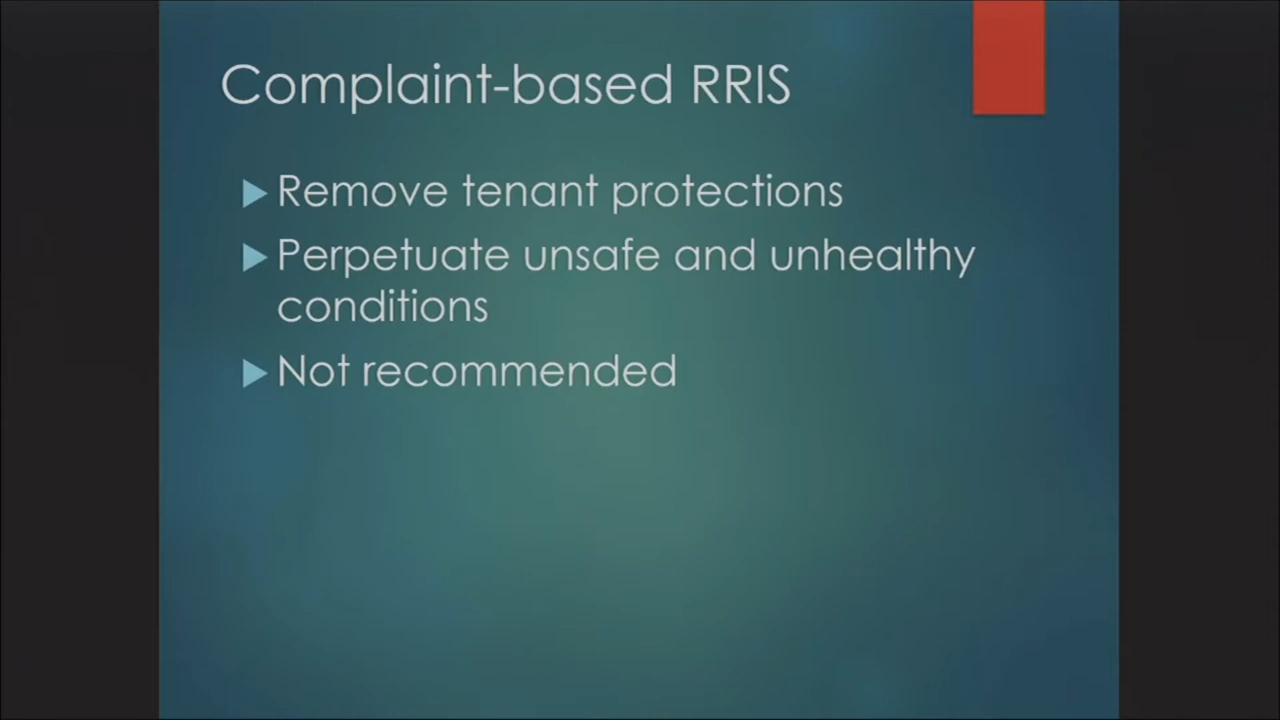 Complaint-based RRIS
Remove tenant protections
Perpetuate unsafe and unhealthy
conditions
Not recommended